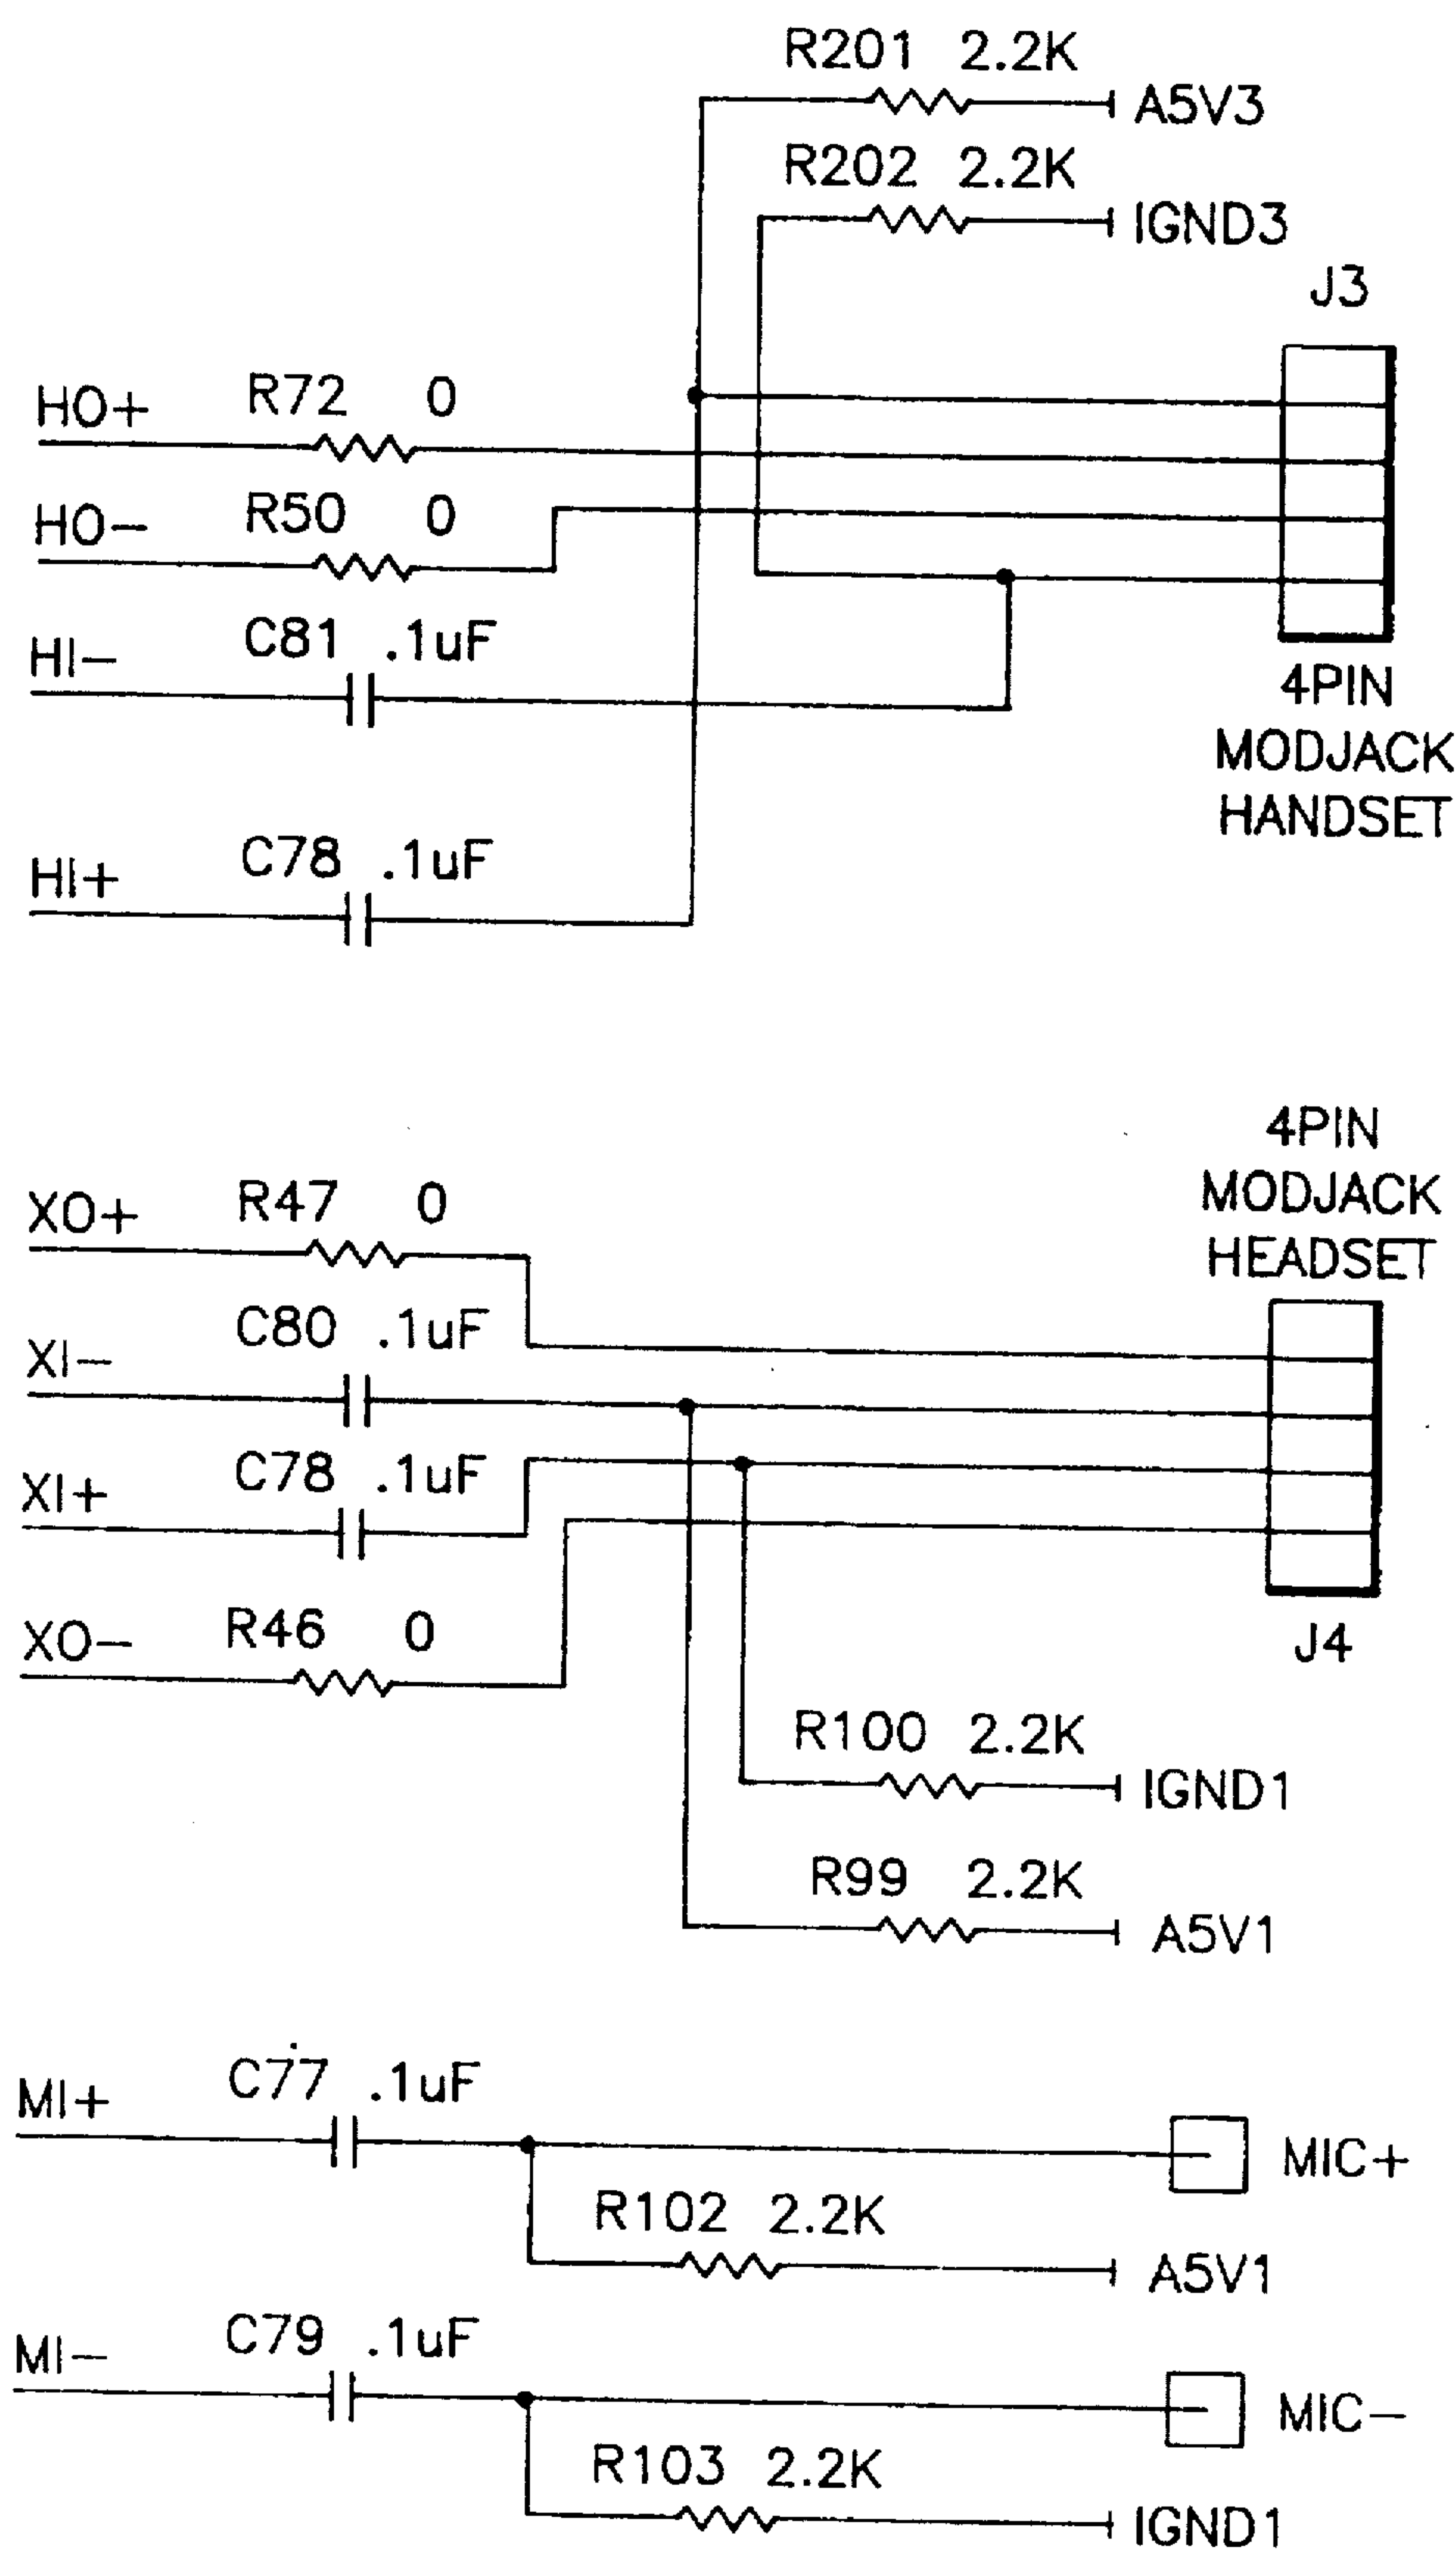 R201 2.2K
A5V3
R202 2.2K
IGND3
J3
HO+ R72 0
HO- R50 0
HI- C81 .1uF
4PIN
MODJACK
HANDSET
HI+ C78 .1uF
4PIN
MODJACK
HEADSET
XO+ R47 0
XI- C80 .1uF
XI+ C78 .1uF
XO- R46 0
J4
R100 2.2K
IGND1
R99 2.2K
A5V1
MI+ C77 .1uF
MIC+
R102 2.2K
A5V1
MI- C79 .1uF
MIC-
R103 2.2K
IGND1